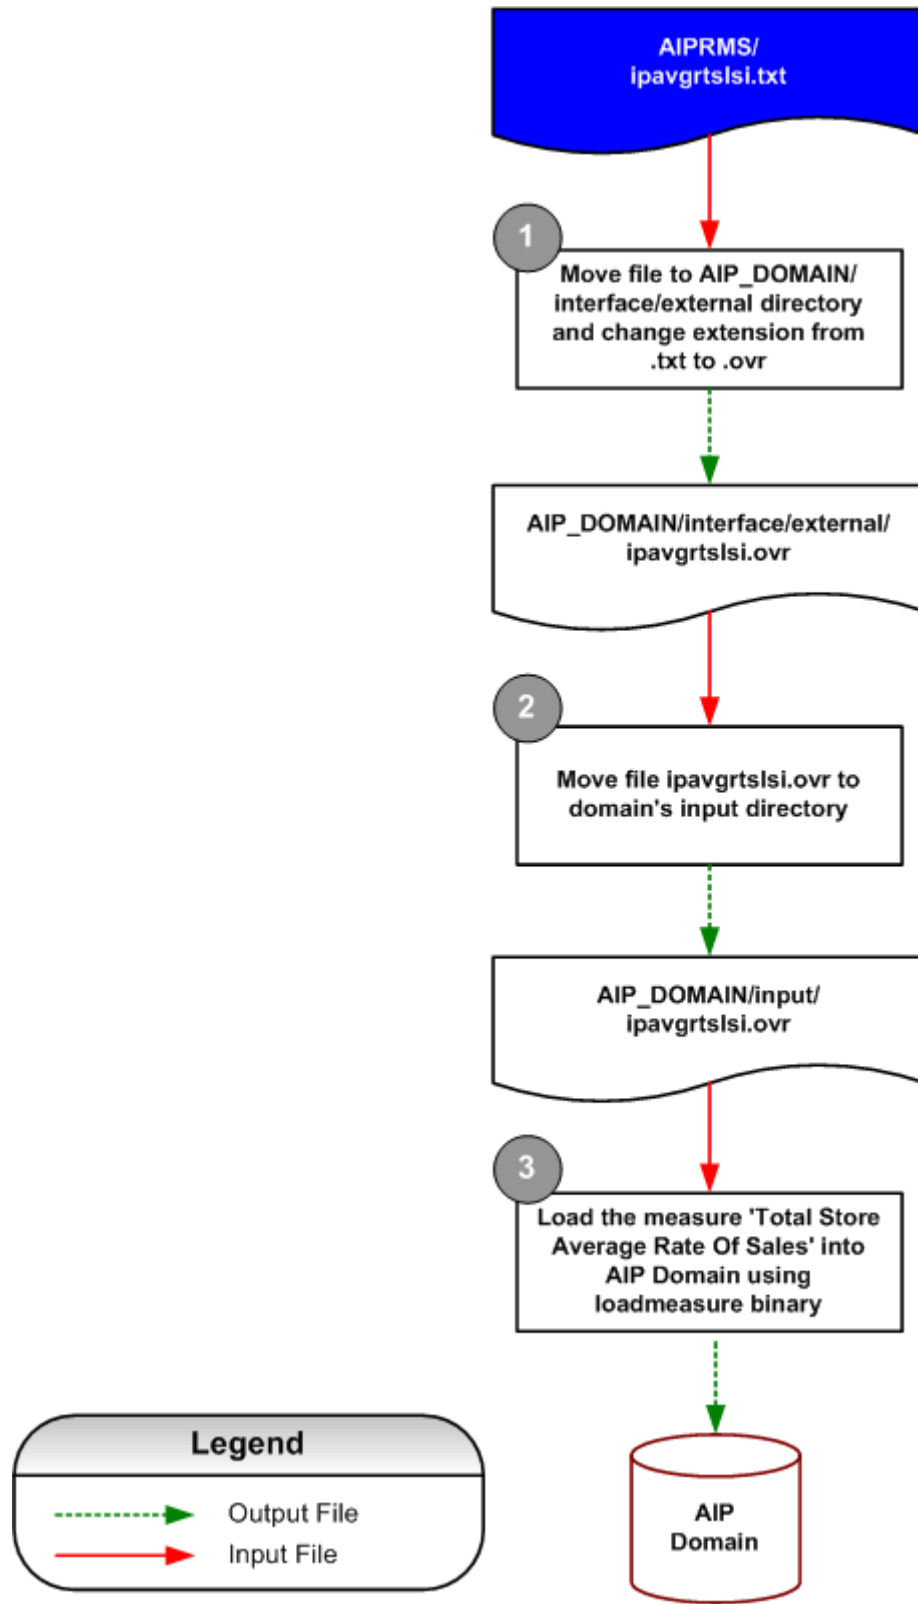 AIPRMS/
ipavgrtslsi.txt
1
Move file to AIP_DOMAIN/
interface/external directory
and change extension from
.txt to .ovr
AIP_DOMAIN/interface/external/
ipavgrtslsi.ovr
2
Move file ipavgrtslsi.ovr to
domain's input directory
AIP_DOMAIN/input/
ipavgrtslsi.ovr
3
Load the measure 'Total Store
Average Rate Of Sales' into
AIP Domain using
loadmeasure binary
Legend
Output File
Input File
AIP
Domain